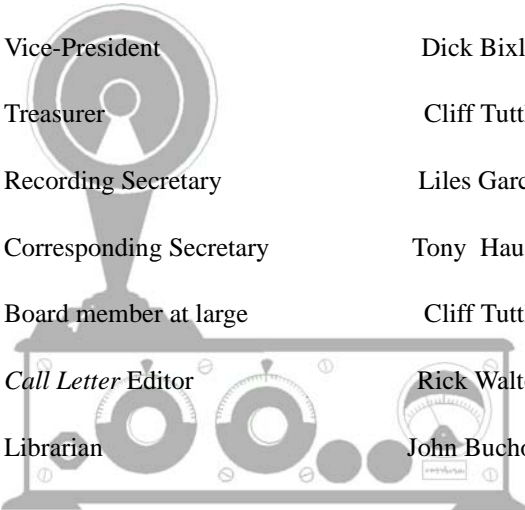 Vice-President Dick Bixl
Treasurer Cliff Tutt
Recording Secretary Liles Garc
Corresponding Secretary Tony Hau
Board member at large Cliff Tutt
Call Letter Editor Rick Walt
Librarian John Bucho